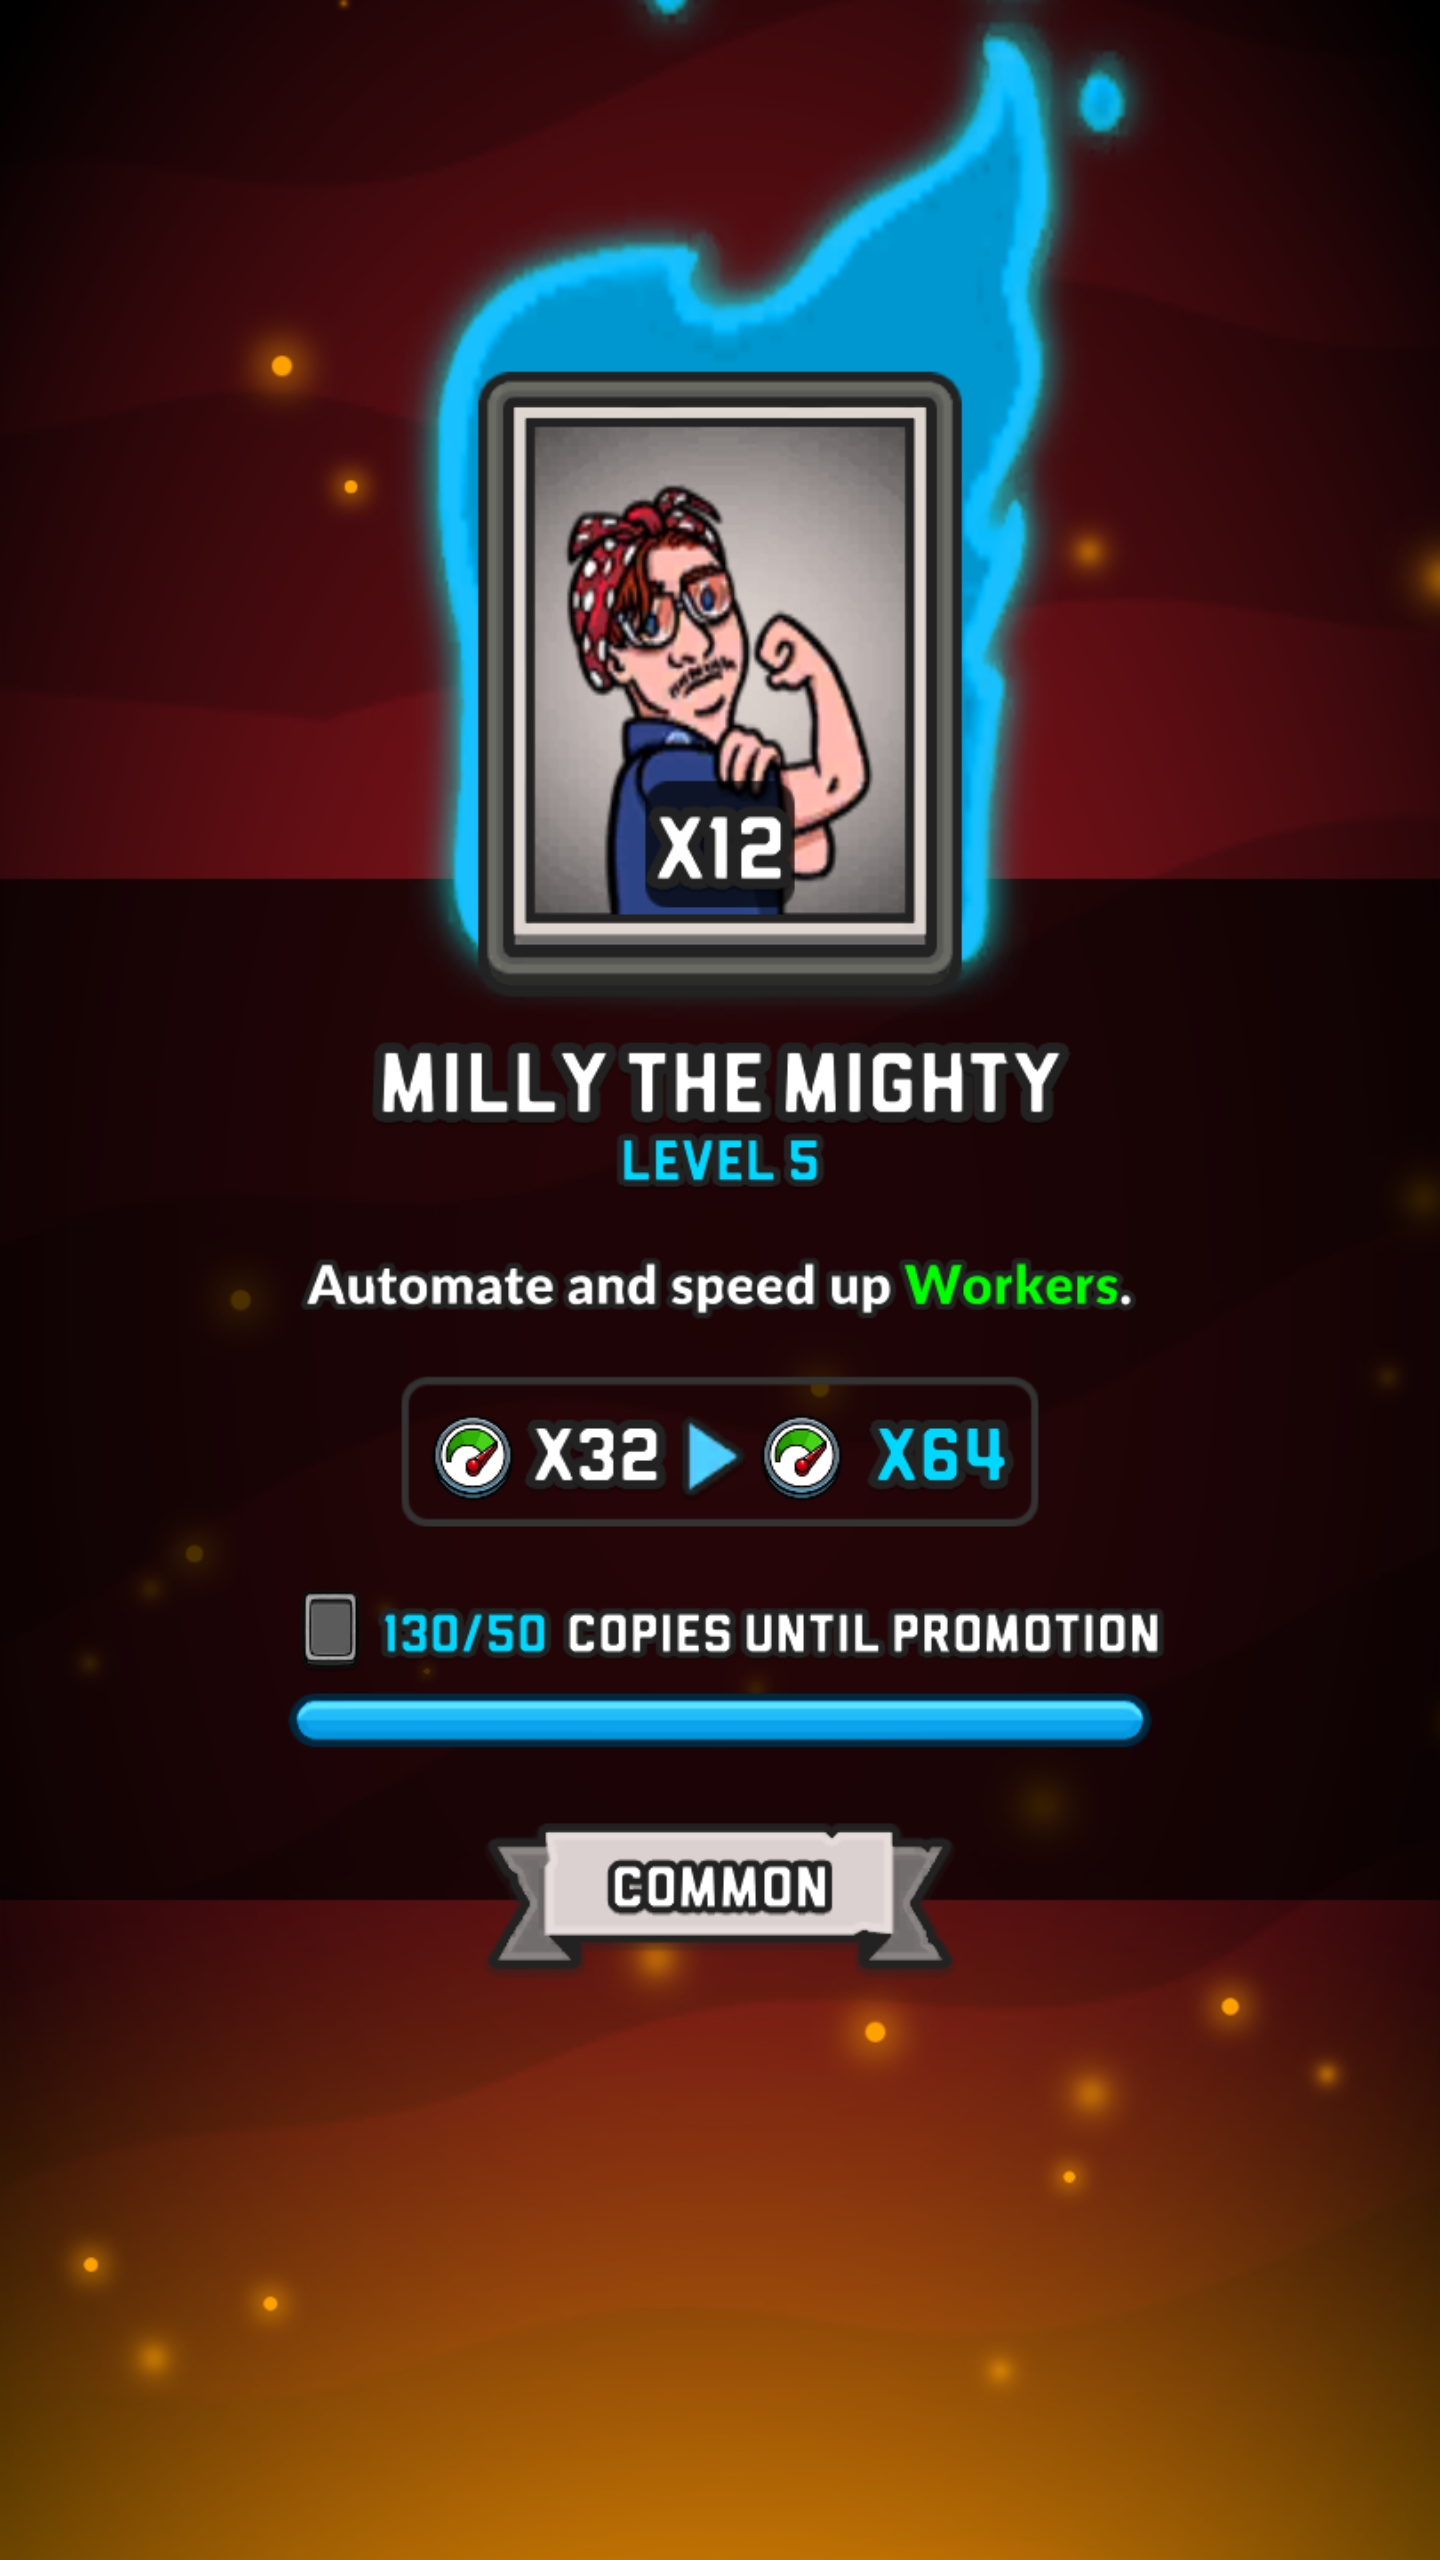 X12
MILLY THE MIGHTY
LEVEL 5
Automate and speed up Workers.
X32 X64
130/50 COPIES UNTIL PROMOTION
COMMON